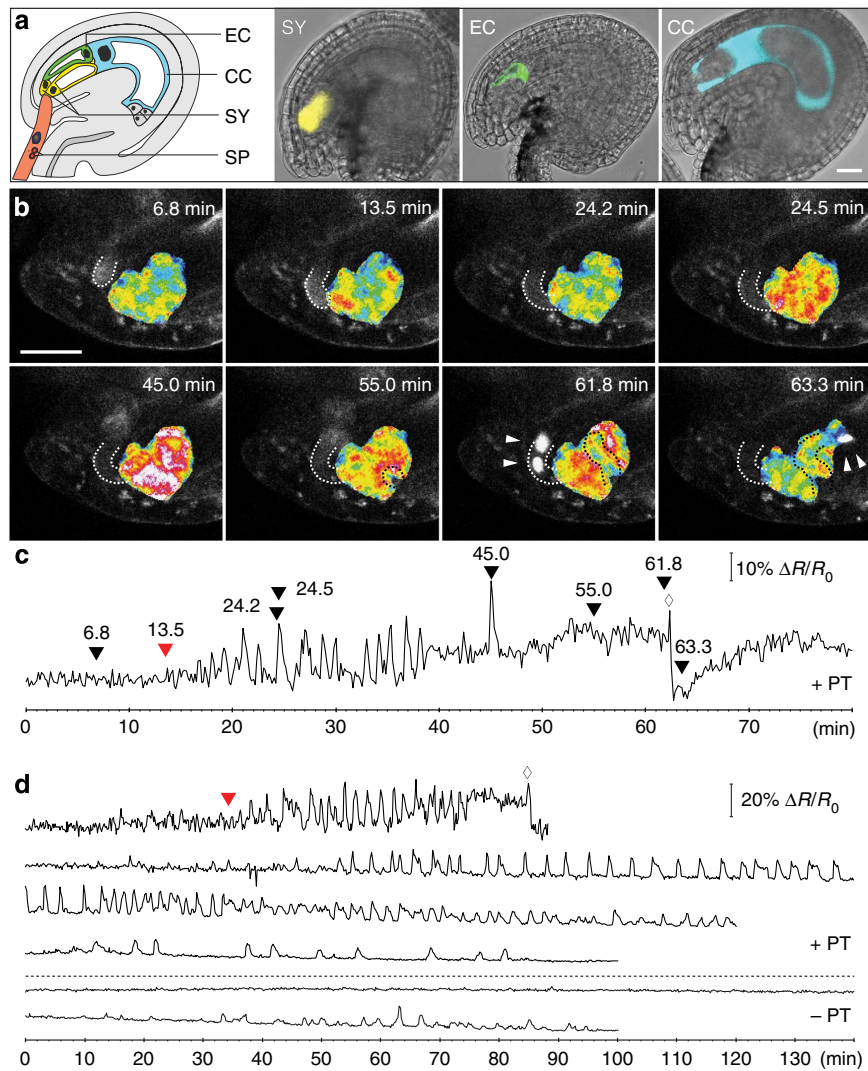 a
EC
CC
SY
SP
SY
EC
CC
b
6.8 min
13.5 min
24.2 min
24.5 min
45.0 min
55.0 min
61.8 min
63.3 min
c
10% ΔR/R0
6.8
13.5
24.2
24.5
45.0
55.0
61.8
63.3
+ PT
0 10 20 30 40 50 60 70 (min)
d
20% ΔR/R0
+ PT
– PT
0 10 20 30 40 50 60 70 80 90 100 110 120 130 (min)